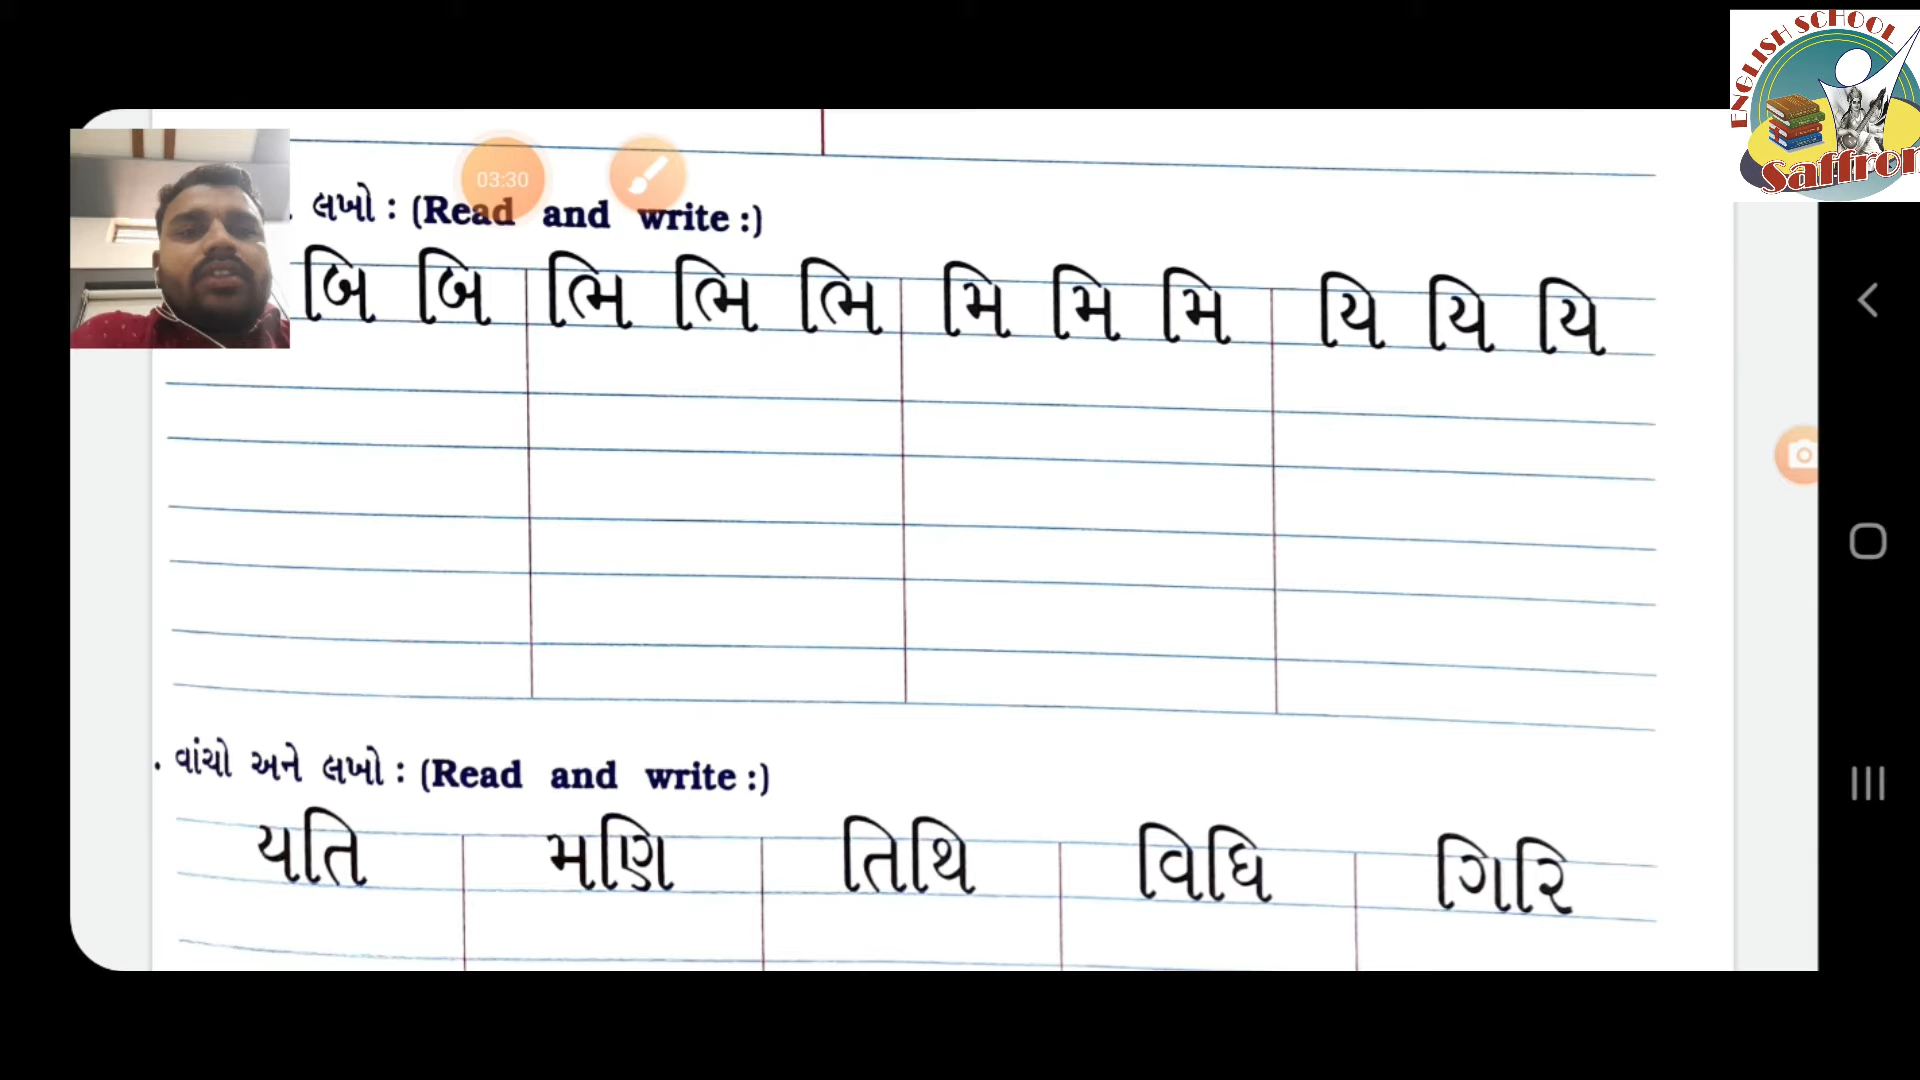 ENGLISH SCHOOL
Saffron
03:30
. લખો : (Read and write :)
બિ બિ ભિ ભિ ભિ મિ મિ મિ યિ યિ યિ
. વાંચો અને લખો : (Read and write :)
યતિ મણિ તિથિ વિધિ ગિરિ